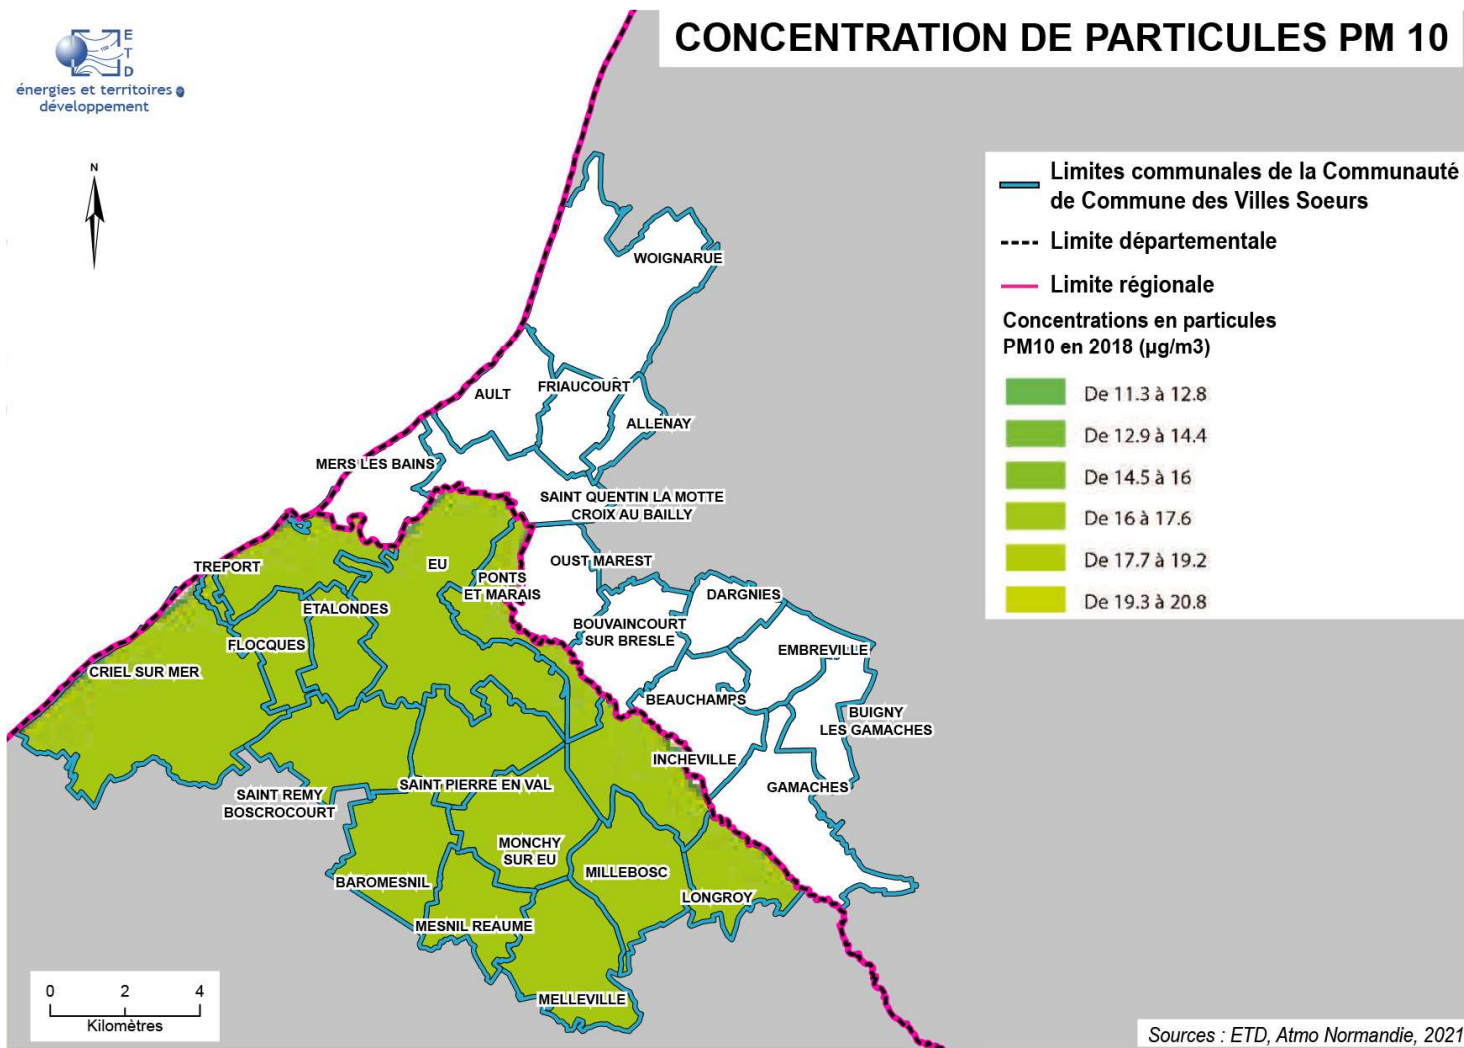 CONCENTRATION DE PARTICULES PM 10
E
T
D
énergies et territoires
développement
N
Limites communales de la Communauté
de Commune des Villes Soeurs
Limite départementale
Limite régionale
Concentrations en particules
PM10 en 2018 (µg/m3)
De 11.3 à 12.8
De 12.9 à 14.4
De 14.5 à 16
De 16 à 17.6
De 17.7 à 19.2
De 19.3 à 20.8
WOIGNARUE
AULT
FRIAUCOURT
ALLENAY
MERS LES BAINS
SAINT QUENTIN LA MOTTE
CROIX AU BAILLY
TREPORT
EU
PONTS
ET MARAIS
OUST MAREST
ETALONDES
DARGNIES
BOUVAINCOURT
SUR BRESLE
FLOCQUES
EMBREVILLE
CRIEL SUR MER
BEAUCHAMPS
BUIGNY
LES GAMACHES
INCHEVILLE
GAMACHES
SAINT PIERRE EN VAL
SAINT REMY
BOSCROCOURT
MONCHY
SUR EU
MILLEBOSC
BAROMESNIL
LONGROY
MESNIL REAUME
MELLEVILLE
0 2 4
Kilomètres
Sources : ETD, Atmo Normandie, 2021